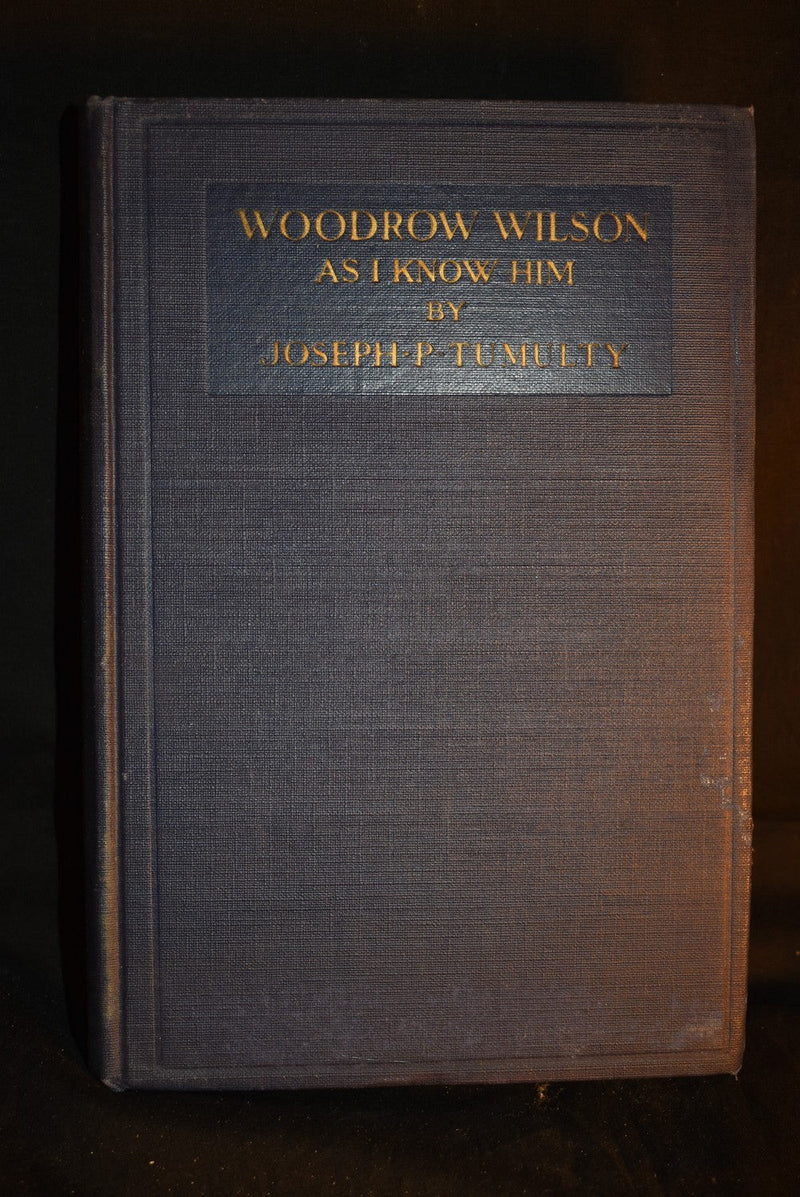 WOODROW WILSON
AS I KNOW HIM
BY
JOSEPH·P·TUMULTY